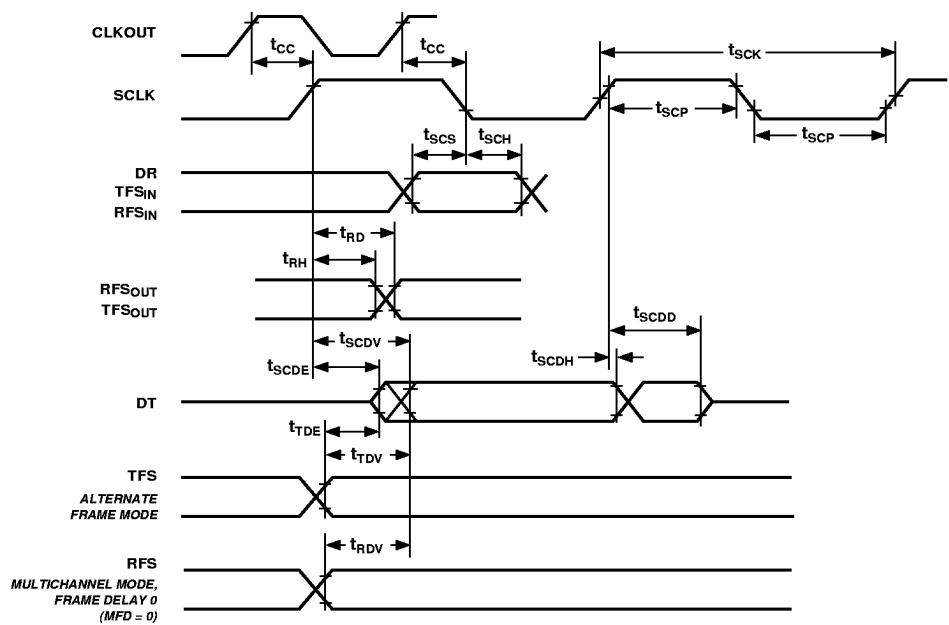 CLKOUT
tCC
tCC
tSCK
SCLK
tSCP
tSCP
tSCS
tSCH
DR
TFSIN
RFSIN
tRD
tRH
RFSOUT
TFSOUT
tSCDD
tSCDV
tSCDH
tSCDE
DT
tTDE
tTDV
TFS
ALTERNATE
FRAME MODE
tRDV
RFS
MULTICHANNEL MODE,
FRAME DELAY 0
(MFD = 0)